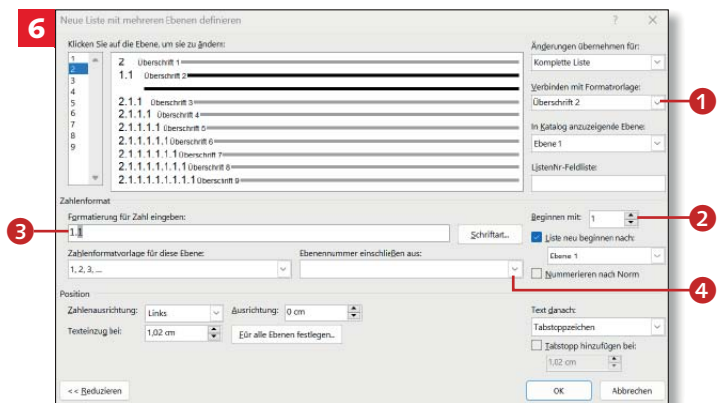 6
Neue Liste mit mehreren Ebenen definieren
?
Klicken Sie auf die Ebene, um sie zu ändern:
1
2
3
4
5
6
7
8
9
2 Überschrift 1
1.1 Überschrift 2
2.1.1 Überschrift 3
2.1.1.1 Überschrift 4
2.1.1.1.1 Überschrift 5
2.1.1.1.1.1 Überschrift 6
2.1.1.1.1.1.1 Überschrift 7
2.1.1.1.1.1.1.1 Überschrift 8
2.1.1.1.1.1.1.1.1 Überschrift 9
Änderungen übernehmen für:
Komplette Liste
Verbinden mit Formatvorlage:
Überschrift 2
1
In Katalog anzuzeigende Ebene:
Ebene 1
ListenNr-Feldliste:
Zahlenformat
Formatierung für Zahl eingeben:
3
1.1
Schriftart...
Beginnen mit: 1
2
Liste neu beginnen nach:
Ebene 1
Zahlenformatvorlage für diese Ebene:
1, 2, 3, ...
Ebenennummer einschließen aus:
4
Nummerieren nach Norm
Position
Zahlenausrichtung: Links
Ausrichtung: 0 cm
Texteinzug bei: 1,02 cm
Für alle Ebenen festlegen...
Text danach:
Tabstoppzeichen
Tabstopp hinzufügen bei:
1,02 cm
<< Reduzieren
OK
Abbrechen